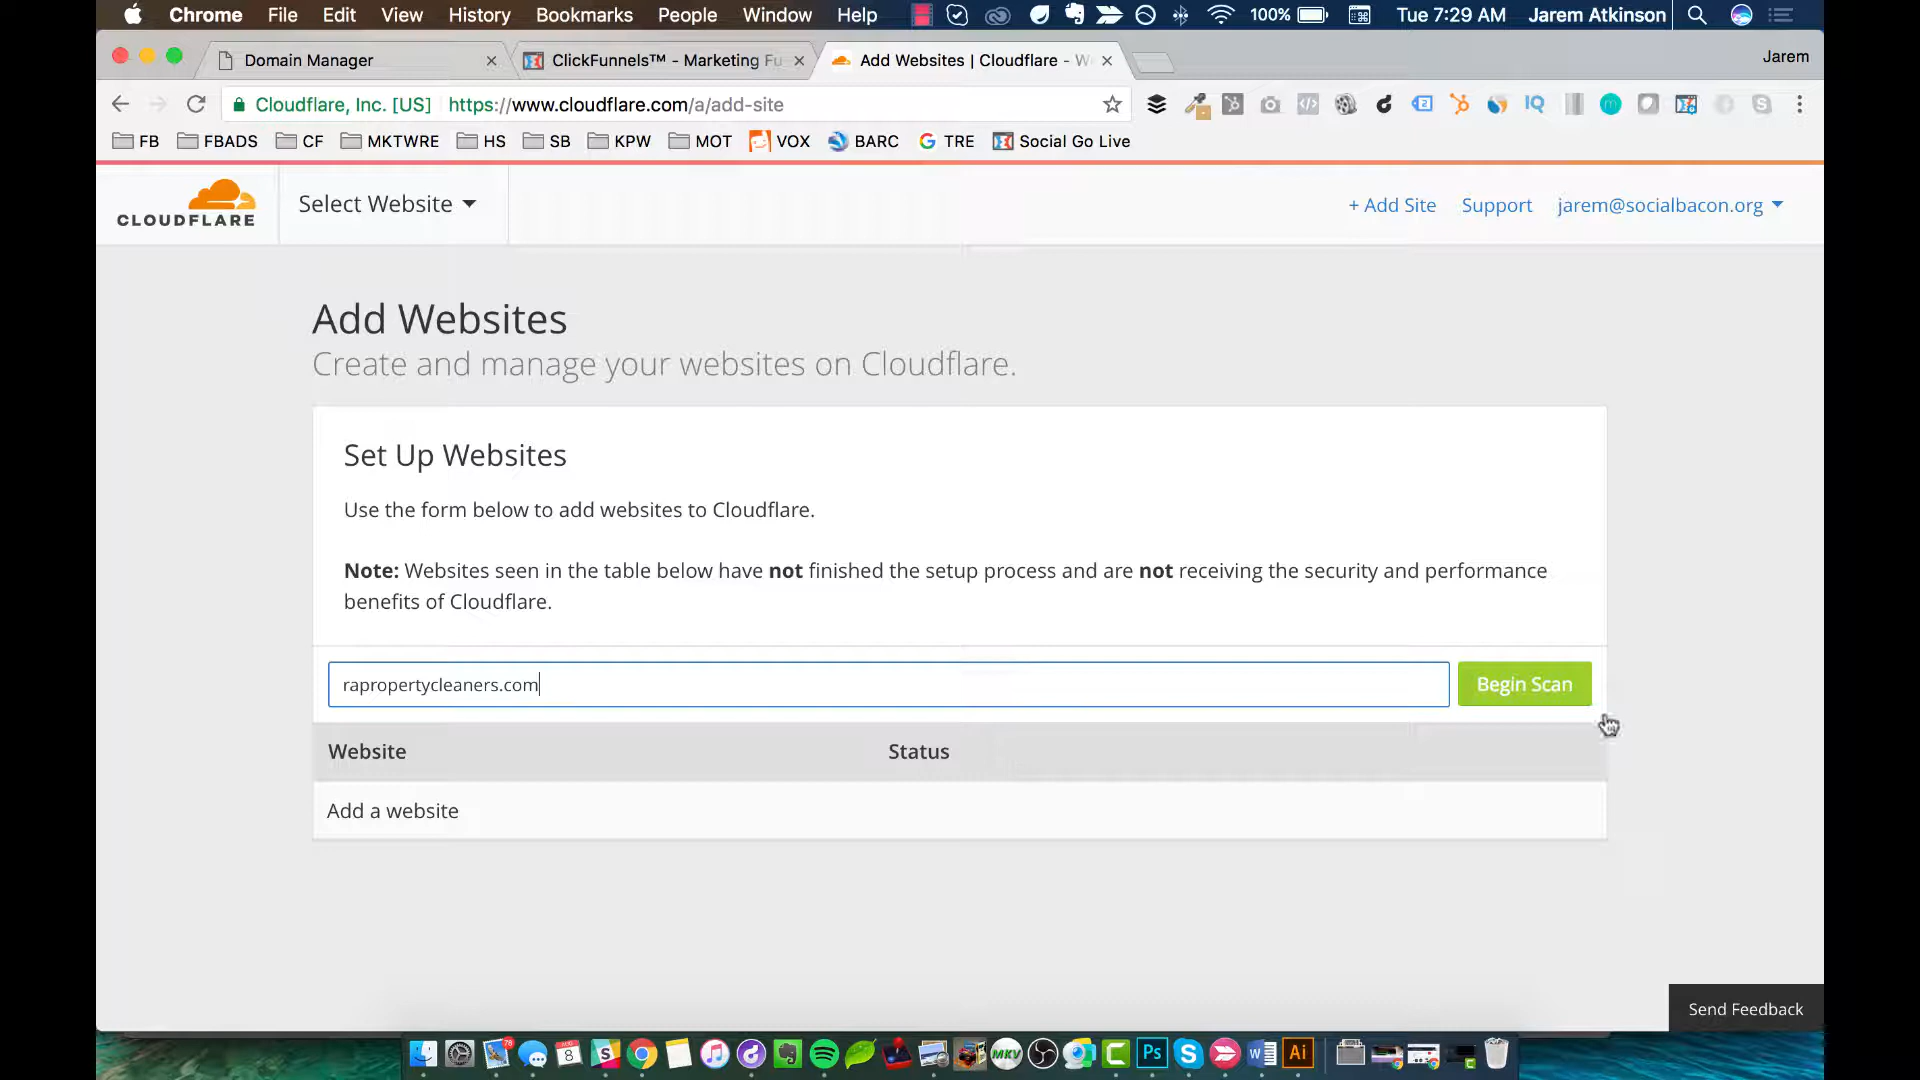 Chrome File Edit View History Bookmarks People Window Help 100% Tue 7:29 AM Jarem Atkinson
Domain Manager ClickFunnels™ - Marketing Fu Add Websites | Cloudflare - W Jarem
Cloudflare, Inc. [US] https://www.cloudflare.com/a/add-site
FB FBADS CF MKTWRE HS SB KPW MOT VOX BARC TRE Social Go Live
CLOUDFLARE Select Website + Add Site Support jarem@socialbacon.org
Add Websites
Create and manage your websites on Cloudflare.
Set Up Websites
Use the form below to add websites to Cloudflare.
Note: Websites seen in the table below have not finished the setup process and are not receiving the security and performance
benefits of Cloudflare.
rapropertycleaners.com Begin Scan
Website Status
Add a website
Send Feedback
78 8 MKV Ps W Ai